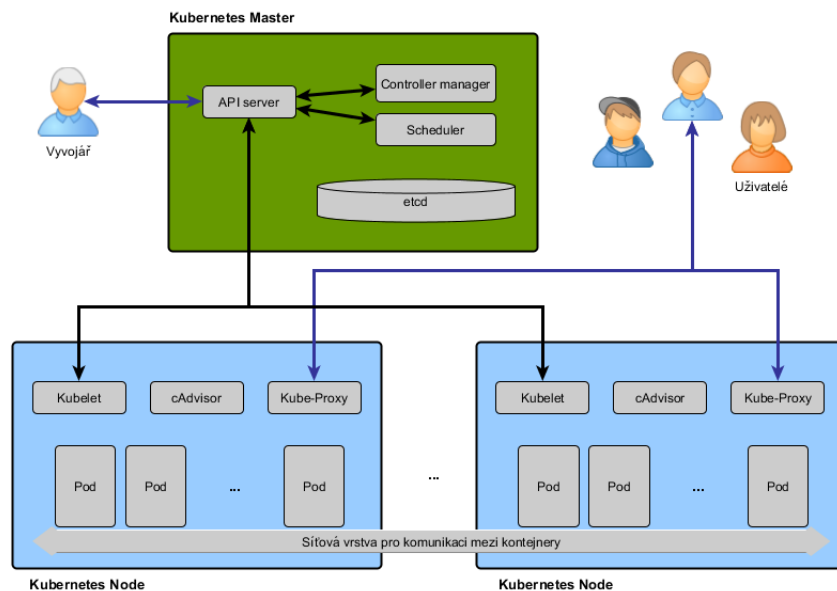 Kubernetes Master
API server
Controller manager
Scheduler
etcd
Vyvojář
Uživatelé
Kubelet
cAdvisor
Kube-Proxy
Pod
Pod
...
Pod
...
Kubelet
cAdvisor
Kube-Proxy
Pod
Pod
...
Pod
Síťová vrstva pro komunikaci mezi kontejnery
Kubernetes Node
Kubernetes Node